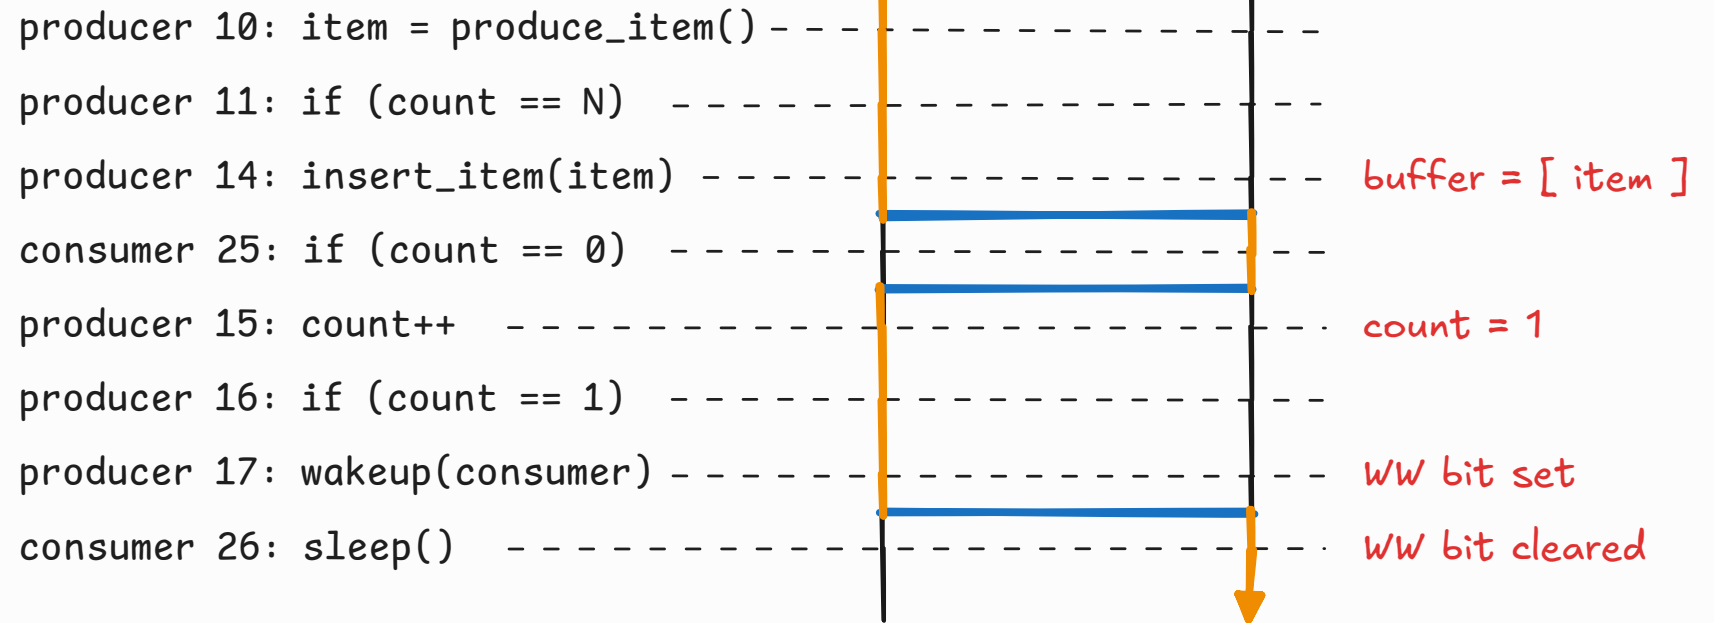 producer 10: item = produce_item()
producer 11: if (count == N)
producer 14: insert_item(item) buffer = [ item ]
consumer 25: if (count == 0)
producer 15: count++ count = 1
producer 16: if (count == 1)
producer 17: wakeup(consumer) WW bit set
consumer 26: sleep() WW bit cleared